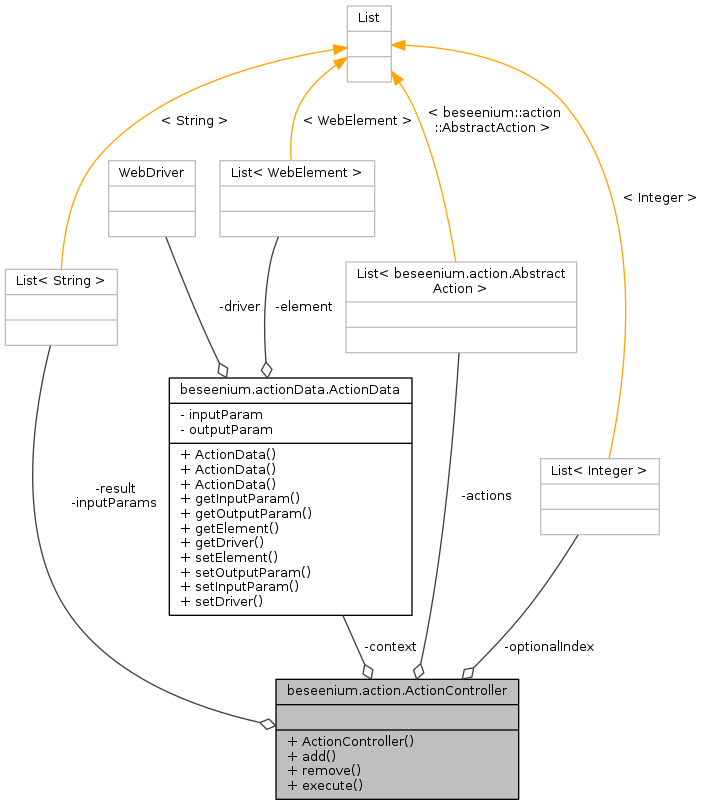 List
< String >
< WebElement >
< beseenium::action
::AbstractAction >
< Integer >
WebDriver
List< WebElement >
List< String >
List< beseenium.action.Abstract
Action >
-driver
-element
beseenium.actionData.ActionData
- inputParam
- outputParam
+ ActionData()
+ ActionData()
+ ActionData()
+ getInputParam()
+ getOutputParam()
+ getElement()
+ getDriver()
+ setElement()
+ setOutputParam()
+ setInputParam()
+ setDriver()
List< Integer >
-result
-inputParams
-actions
-context
-optionalIndex
beseenium.action.ActionController
+ ActionController()
+ add()
+ remove()
+ execute()